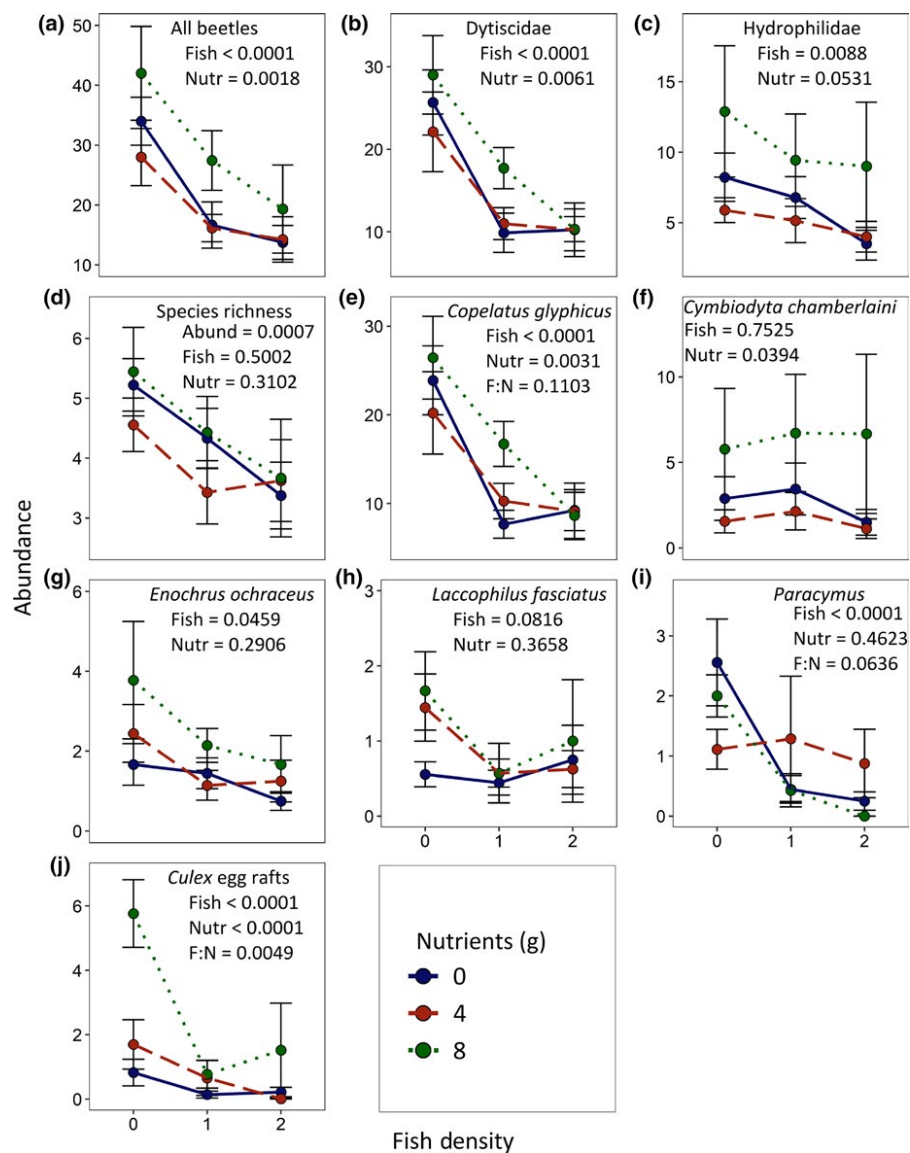 (a) All beetles
Fish < 0.0001
Nutr = 0.0018
50
40
30
20
10
(b) Dytiscidae
Fish < 0.0001
Nutr = 0.0061
30
20
10
(c) Hydrophilidae
Fish = 0.0088
Nutr = 0.0531
15
10
5
(d) Species richness
Abund = 0.0007
Fish = 0.5002
Nutr = 0.3102
6
5
4
3
(e) Copelatus glyphicus
Fish < 0.0001
Nutr = 0.0031
F:N = 0.1103
30
20
10
(f) Cymbiodyta chamberlaini
Fish = 0.7525
Nutr = 0.0394
10
5
0
Abundance
(g) Enochrus ochraceus
Fish = 0.0459
Nutr = 0.2906
6
4
2
0
(h) Laccophilus fasciatus
Fish = 0.0816
Nutr = 0.3658
3
2
1
0
0 1 2
(i) Paracymus
Fish < 0.0001
Nutr = 0.4623
F:N = 0.0636
3
2
1
0
0 1 2
(j) Culex egg rafts
Fish < 0.0001
Nutr < 0.0001
F:N = 0.0049
6
4
2
0
0 1 2
Nutrients (g)
0
4
8
Fish density